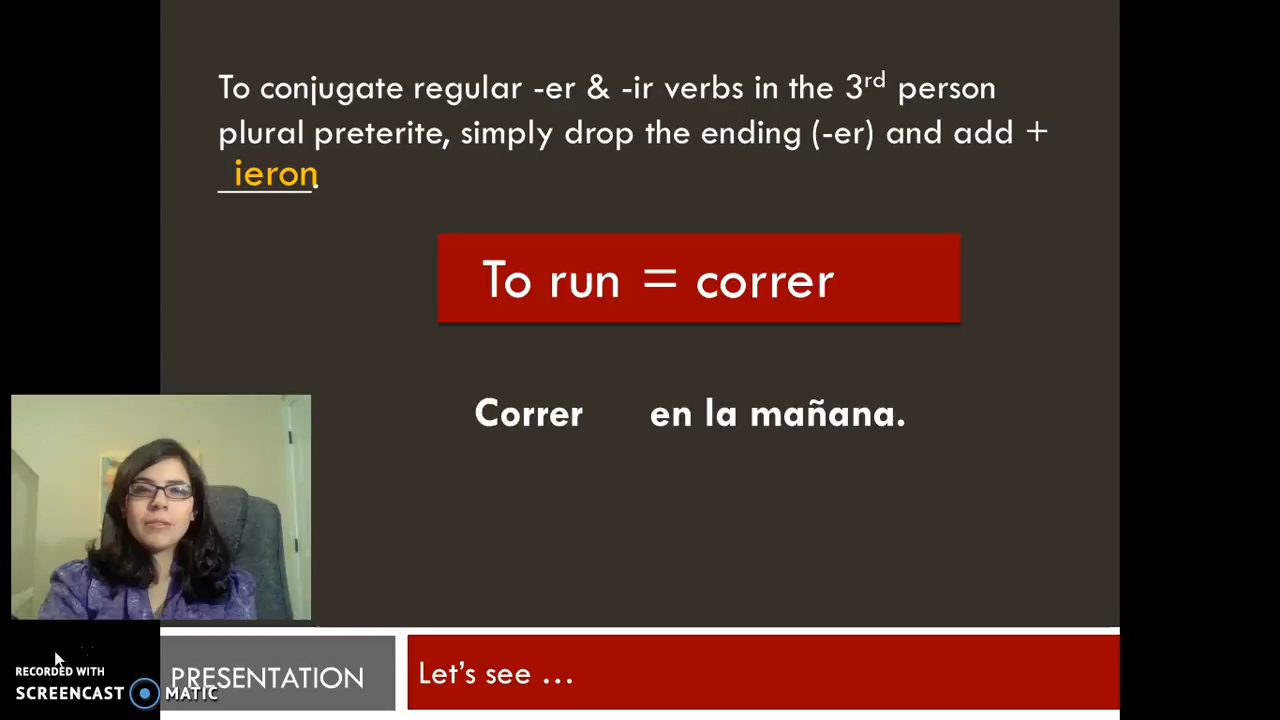 To conjugate regular -er & -ir verbs in the 3rd person
plural preterite, simply drop the ending (-er) and add +
ieron.
To run = correr
Correr en la mañana.
RECORDED WITH
SCREENCAST MATIC
PRESENTATION
Let's see ...